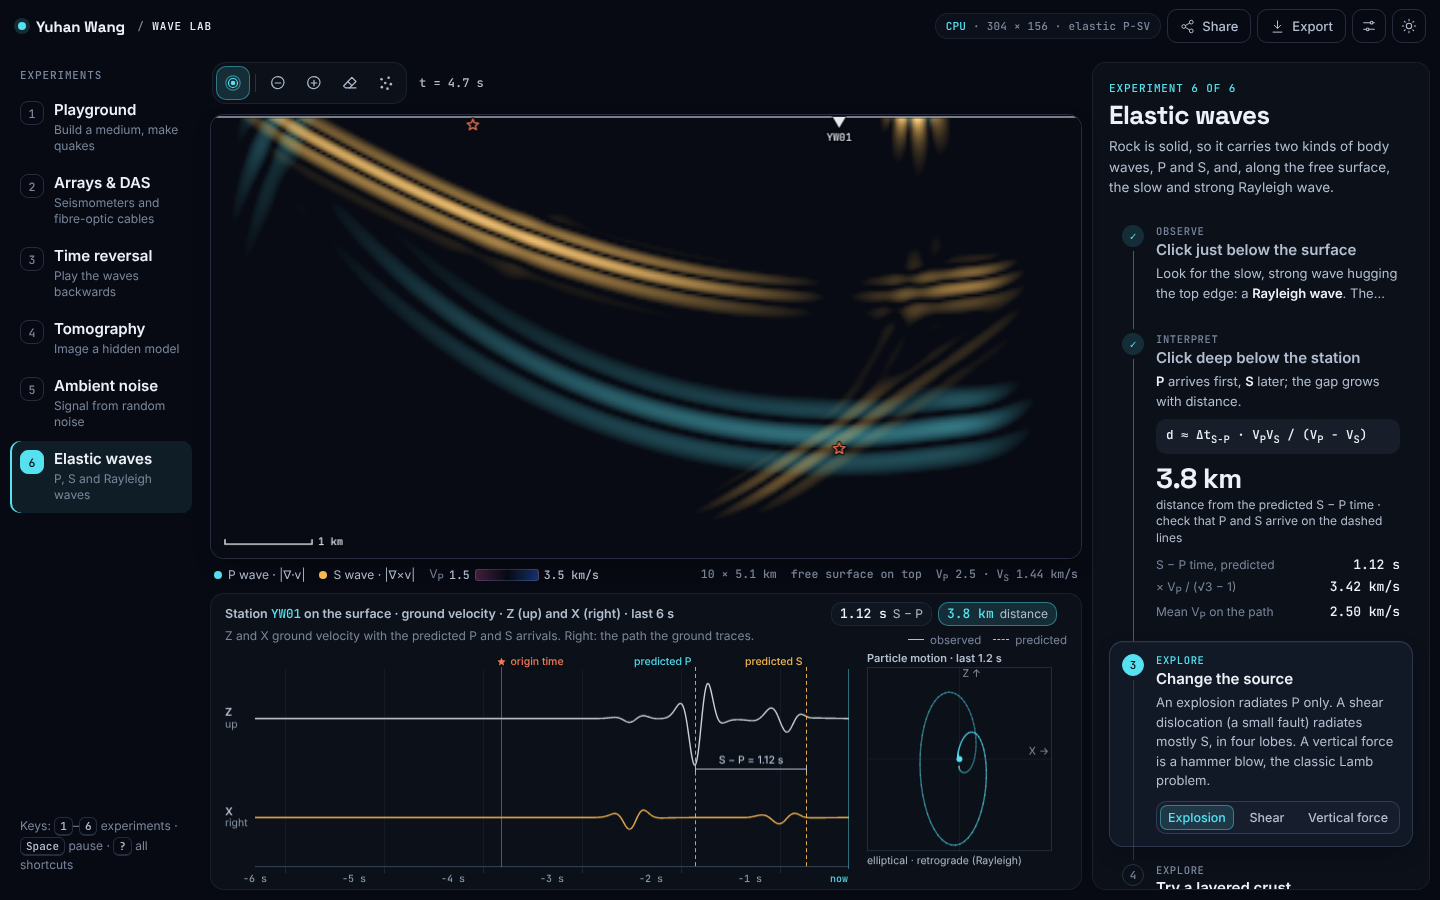 Yuhan Wang / WAVE LAB
CPU · 304 × 156 · elastic P-SV
Share
Export
EXPERIMENTS
1
Playground
Build a medium, make
quakes
2
Arrays & DAS
Seismometers and
fibre-optic cables
3
Time reversal
Play the waves
backwards
4
Tomography
Image a hidden model
5
Ambient noise
Signal from random
noise
6
Elastic waves
P, S and Rayleigh
waves
Keys: 1–6 experiments ·
Space pause · ? all
shortcuts
t = 4.7 s
YW01
1 km
P wave · |∇·v|
S wave · |∇×v|
VP 1.5
3.5 km/s
10 × 5.1 km free surface on top VP 2.5 · VS 1.44 km/s
Station YW01 on the surface · ground velocity · Z (up) and X (right) · last 6 s
1.12 s S − P
3.8 km distance
Z and X ground velocity with the predicted P and S arrivals. Right: the path the ground traces.
observed
predicted
★ origin time
predicted P
predicted S
Particle motion · last 1.2 s
Z ↑
Z
up
X →
S − P = 1.12 s
X
right
elliptical · retrograde (Rayleigh)
-6 s
-5 s
-4 s
-3 s
-2 s
-1 s
now
EXPERIMENT 6 OF 6
Elastic waves
Rock is solid, so it carries two kinds of body
waves, P and S, and, along the free surface,
the slow and strong Rayleigh wave.
✓
OBSERVE
Click just below the surface
Look for the slow, strong wave hugging
the top edge: a Rayleigh wave. The…
✓
INTERPRET
Click deep below the station
P arrives first, S later; the gap grows
with distance.
d ≈ ΔtS-P · VPVS / (VP - VS)
3.8 km
distance from the predicted S − P time ·
check that P and S arrive on the dashed
lines
S − P time, predicted 1.12 s
× VP / (√3 − 1) 3.42 km/s
Mean VP on the path 2.50 km/s
3
EXPLORE
Change the source
An explosion radiates P only. A shear
dislocation (a small fault) radiates
mostly S, in four lobes. A vertical force
is a hammer blow, the classic Lamb
problem.
Explosion
Shear
Vertical force
4
EXPLORE
Try a layered crust